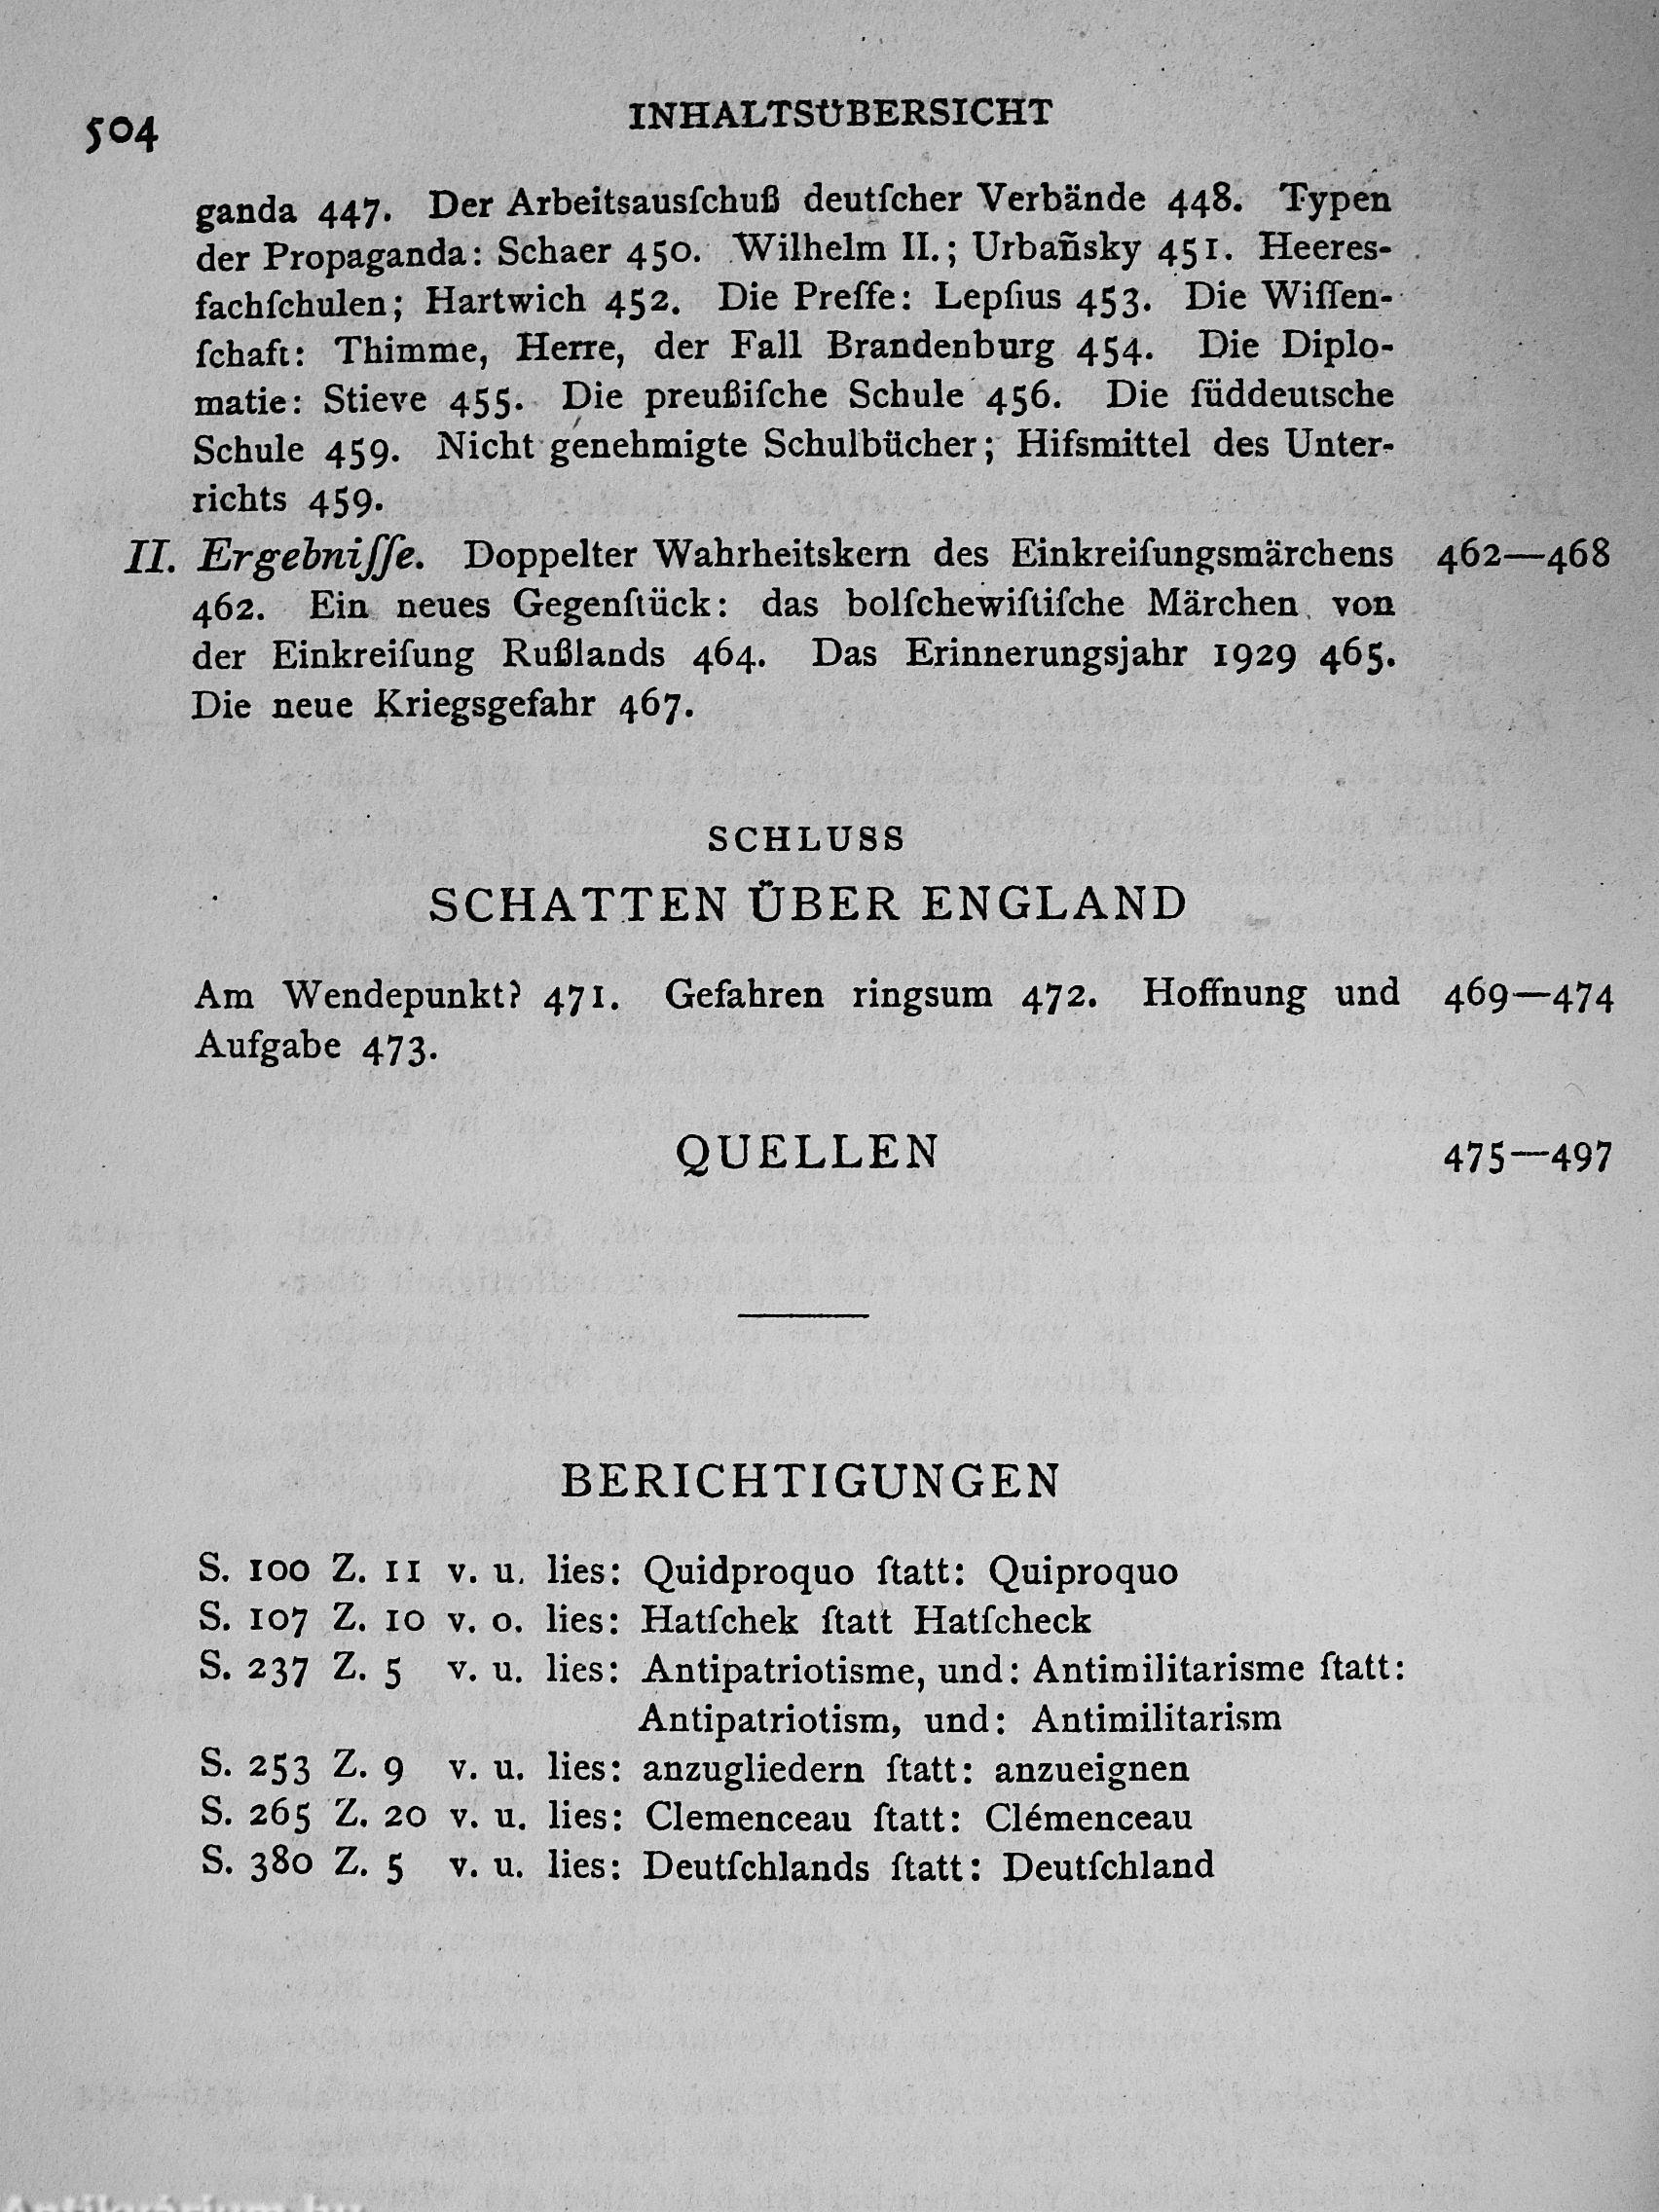 504
INHALTSÜBERSICHT
ganda 447. Der Arbeitsausſchuß deutſcher Verbände 448. Typen
der Propaganda: Schaer 450. Wilhelm II.; Urbañsky 451. Heeres-
fachſchulen; Hartwich 452. Die Preſſe: Lepſius 453. Die Wiſſen-
ſchaft: Thimme, Herre, der Fall Brandenburg 454. Die Diplo-
matie: Stieve 455. Die preußiſche Schule 456. Die ſüddeutsche
Schule 459. Nicht genehmigte Schulbücher; Hifsmittel des Unter-
richts 459.
II. Ergebniſſe. Doppelter Wahrheitskern des Einkreiſungsmärchens 462—468
462. Ein neues Gegenſtück: das bolſchewiſtiſche Märchen von
der Einkreiſung Rußlands 464. Das Erinnerungsjahr 1929 465.
Die neue Kriegsgefahr 467.
SCHLUSS
SCHATTEN ÜBER ENGLAND
Am Wendepunkt? 471. Gefahren ringsum 472. Hoffnung und 469—474
Aufgabe 473.
QUELLEN 475—497
BERICHTIGUNGEN
S. 100 Z. 11 v. u. lies: Quidproquo ſtatt: Quiproquo
S. 107 Z. 10 v. o. lies: Hatſchek ſtatt Hatſcheck
S. 237 Z. 5 v. u. lies: Antipatriotisme, und: Antimilitarisme ſtatt:
Antipatriotism, und: Antimilitarism
S. 253 Z. 9 v. u. lies: anzugliedern ſtatt: anzueignen
S. 265 Z. 20 v. u. lies: Clemenceau ſtatt: Clémenceau
S. 380 Z. 5 v. u. lies: Deutſchlands ſtatt: Deutſchland